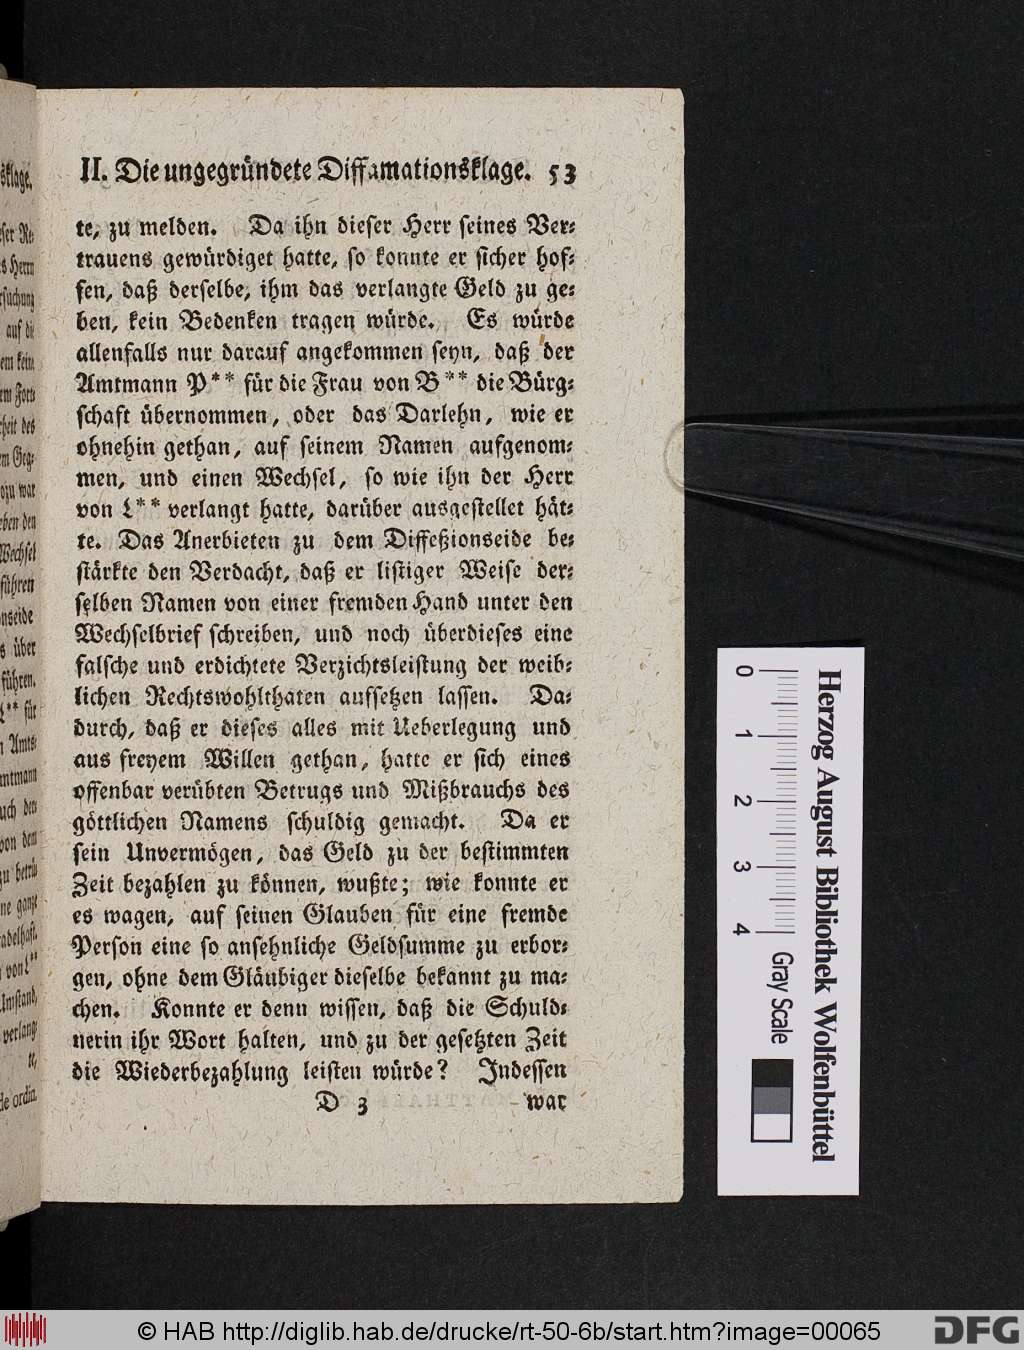 II. Die ungegründete Diffamationsklage. 53
te, zu melden. Da ihn dieser Herr seines Ver-
trauens gewürdiget hatte, so konnte er sicher hof-
fen, daß derselbe, ihm das verlangte Geld zu ge-
ben, kein Bedenken tragen würde. Es würde
allenfalls nur darauf angekommen seyn, daß der
Amtmann P** für die Frau von B** die Bürg-
schaft übernommen, oder das Darlehn, wie er
ohnehin gethan, auf seinem Namen aufgenom-
men, und einen Wechsel, so wie ihn der Herr
von L** verlangt hatte, darüber ausgestellet hät-
te. Das Anerbieten zu dem Diffeßionseide be-
stärkte den Verdacht, daß er listiger Weise der-
selben Namen von einer fremden Hand unter den
Wechselbrief schreiben, und noch überdieses eine
falsche und erdichtete Verzichtsleistung der weib-
lichen Rechtswohlthaten aufsetzen lassen. Da-
durch, daß er dieses alles mit Ueberlegung und
aus freyem Willen gethan, hatte er sich eines
offenbar verübten Betrugs und Mißbrauchs des
göttlichen Namens schuldig gemacht. Da er
sein Unvermögen, das Geld zu der bestimmten
Zeit bezahlen zu können, wußte; wie konnte er
es wagen, auf seinen Glauben für eine fremde
Person eine so ansehnliche Geldsumme zu erbor-
gen, ohne dem Gläubiger dieselbe bekannt zu ma-
chen. Konnte er denn wissen, daß die Schuld-
nerin ihr Wort halten, und zu der gesetzten Zeit
die Wiederbezahlung leisten würde? Indessen
D 3 war
0 1 2 3 4
Gray Scale
Herzog August Bibliothek Wolfenbüttel
© HAB http://diglib.hab.de/drucke/rt-50-6b/start.htm?image=00065
DFG